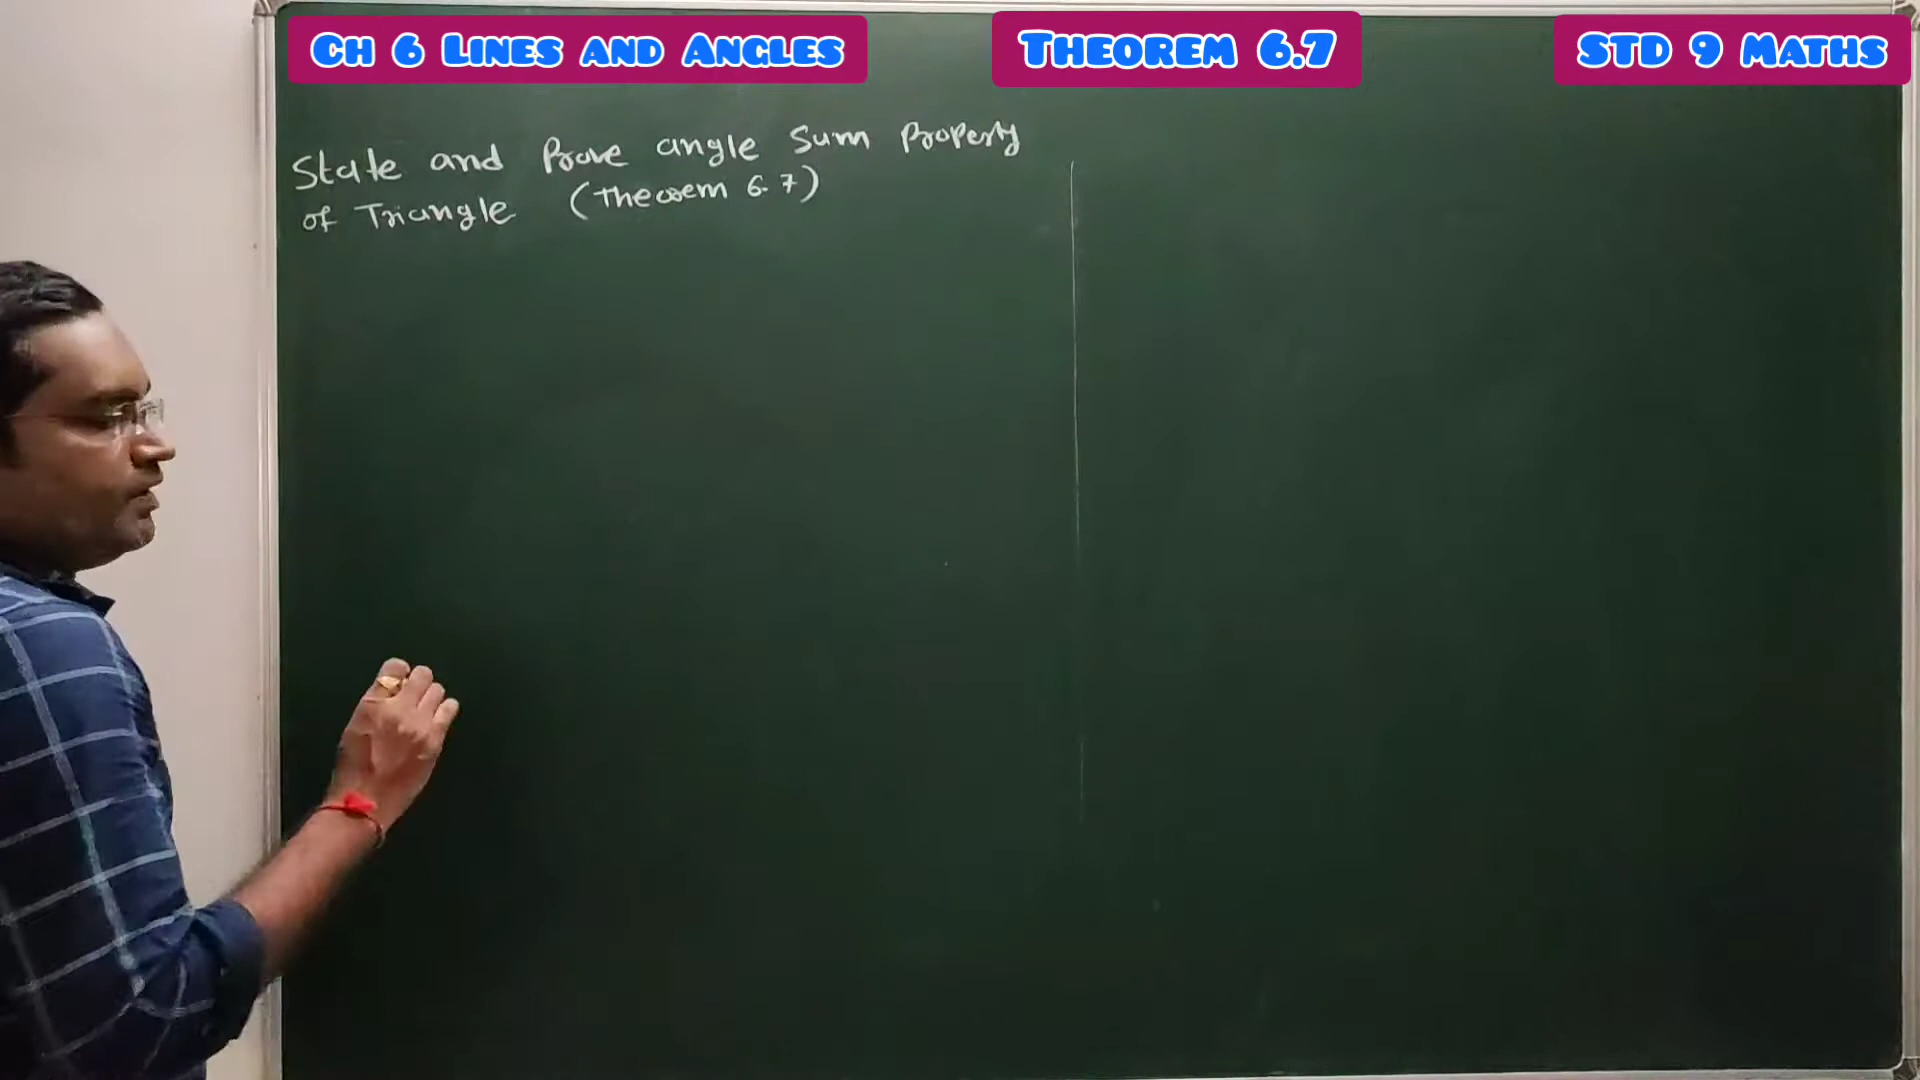 Ch 6 Lines and Angles
Theorem 6.7
STD 9 Maths
State and Prove angle Sum Property
of Triangle (Theorem 6.7)